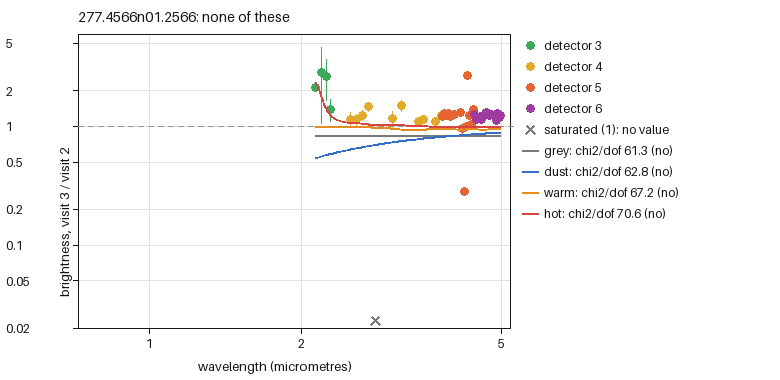 277.4566n01.2566: none of these
5
2
1
0.5
0.2
0.1
0.05
0.02
brightness, visit 3 / visit 2
1
2
5
wavelength (micrometres)
detector 3
detector 4
detector 5
detector 6
saturated (1): no value
grey: chi2/dof 61.3 (no)
dust: chi2/dof 62.8 (no)
warm: chi2/dof 67.2 (no)
hot: chi2/dof 70.6 (no)